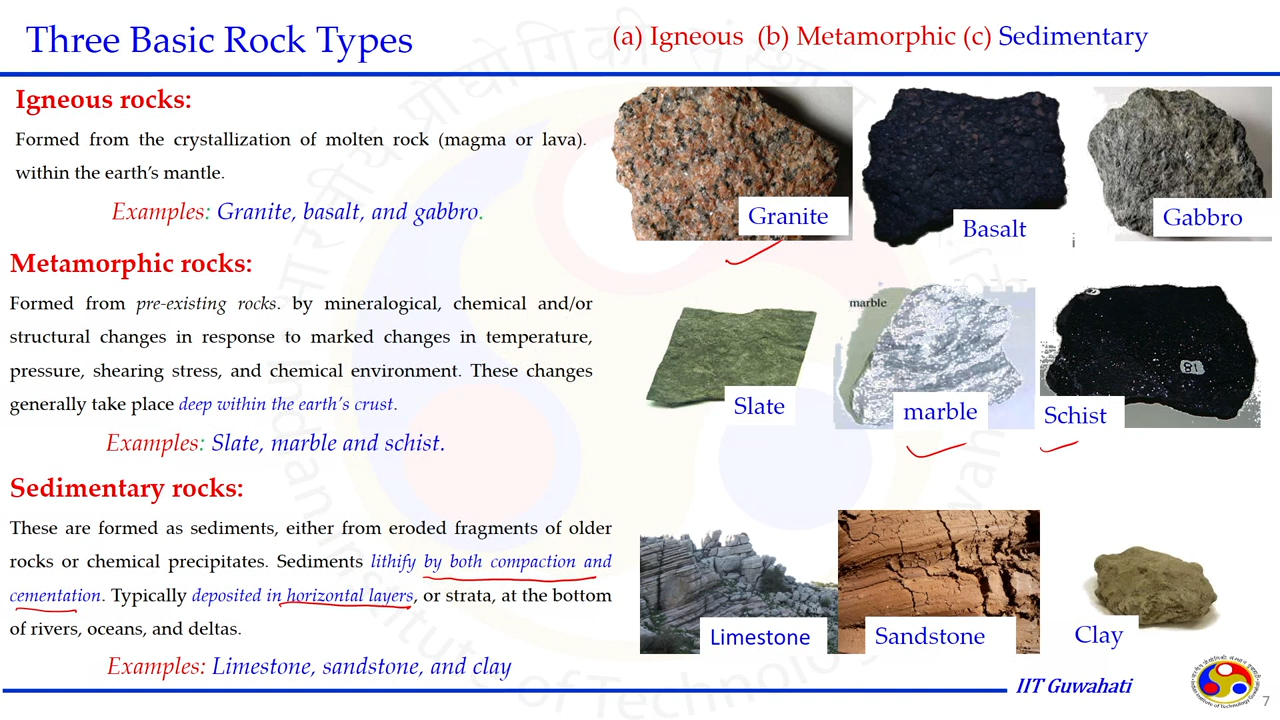 Three Basic Rock Types
(a) Igneous (b) Metamorphic (c) Sedimentary
Igneous rocks:
Formed from the crystallization of molten rock (magma or lava).
within the earth's mantle.
Examples: Granite, basalt, and gabbro.
Metamorphic rocks:
Formed from pre-existing rocks. by mineralogical, chemical and/or
structural changes in response to marked changes in temperature,
pressure, shearing stress, and chemical environment. These changes
generally take place deep within the earth's crust.
Examples: Slate, marble and schist.
Sedimentary rocks:
These are formed as sediments, either from eroded fragments of older
rocks or chemical precipitates. Sediments lithify by both compaction and
cementation. Typically deposited in horizontal layers, or strata, at the bottom
of rivers, oceans, and deltas.
Examples: Limestone, sandstone, and clay
Granite
Basalt
Gabbro
i
Slate
marble
marble
Schist
81
Limestone
Sandstone
Clay
IIT Guwahati
7